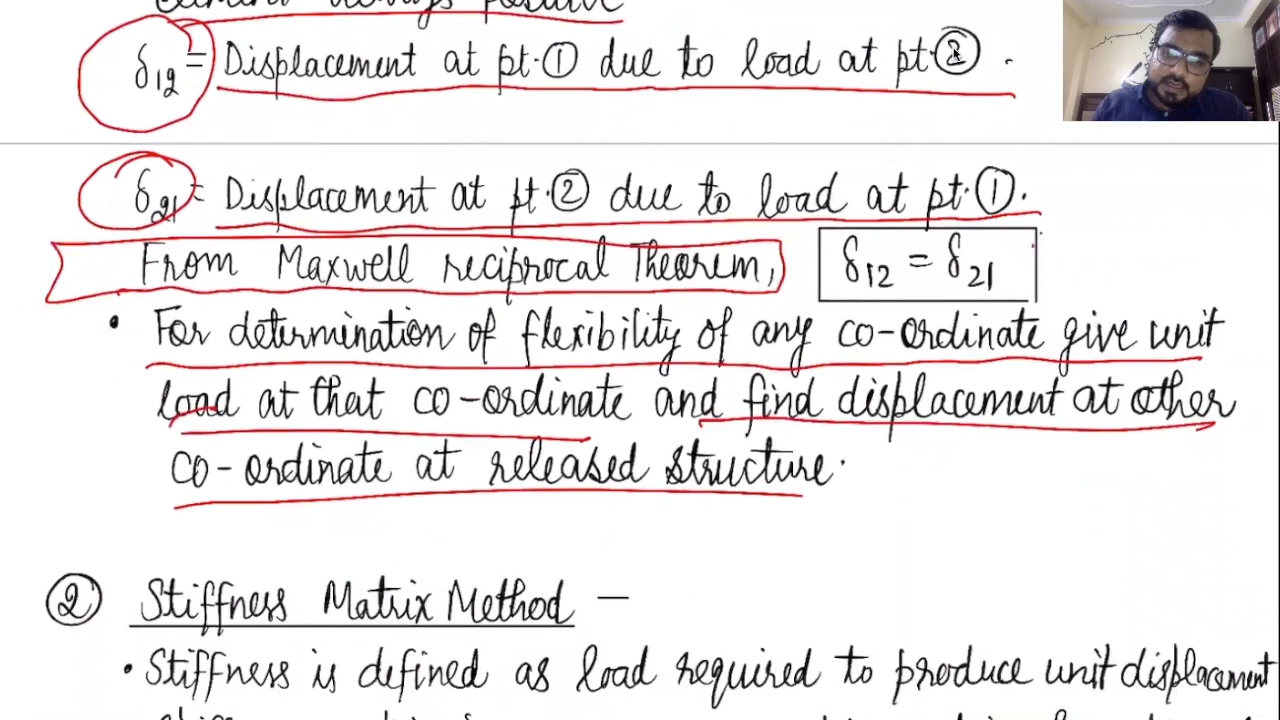 Element always positive
δ12 = Displacement at pt.① due to load at pt.② .
δ21 = Displacement at pt.② due to load at pt.①.
From Maxwell reciprocal Theorem, δ12 = δ21
• For determination of flexibility of any co-ordinate give unit
load at that co-ordinate and find displacement at other
co-ordinate at released structure.
② Stiffness Matrix Method —
• Stiffness is defined as load required to produce unit displacement